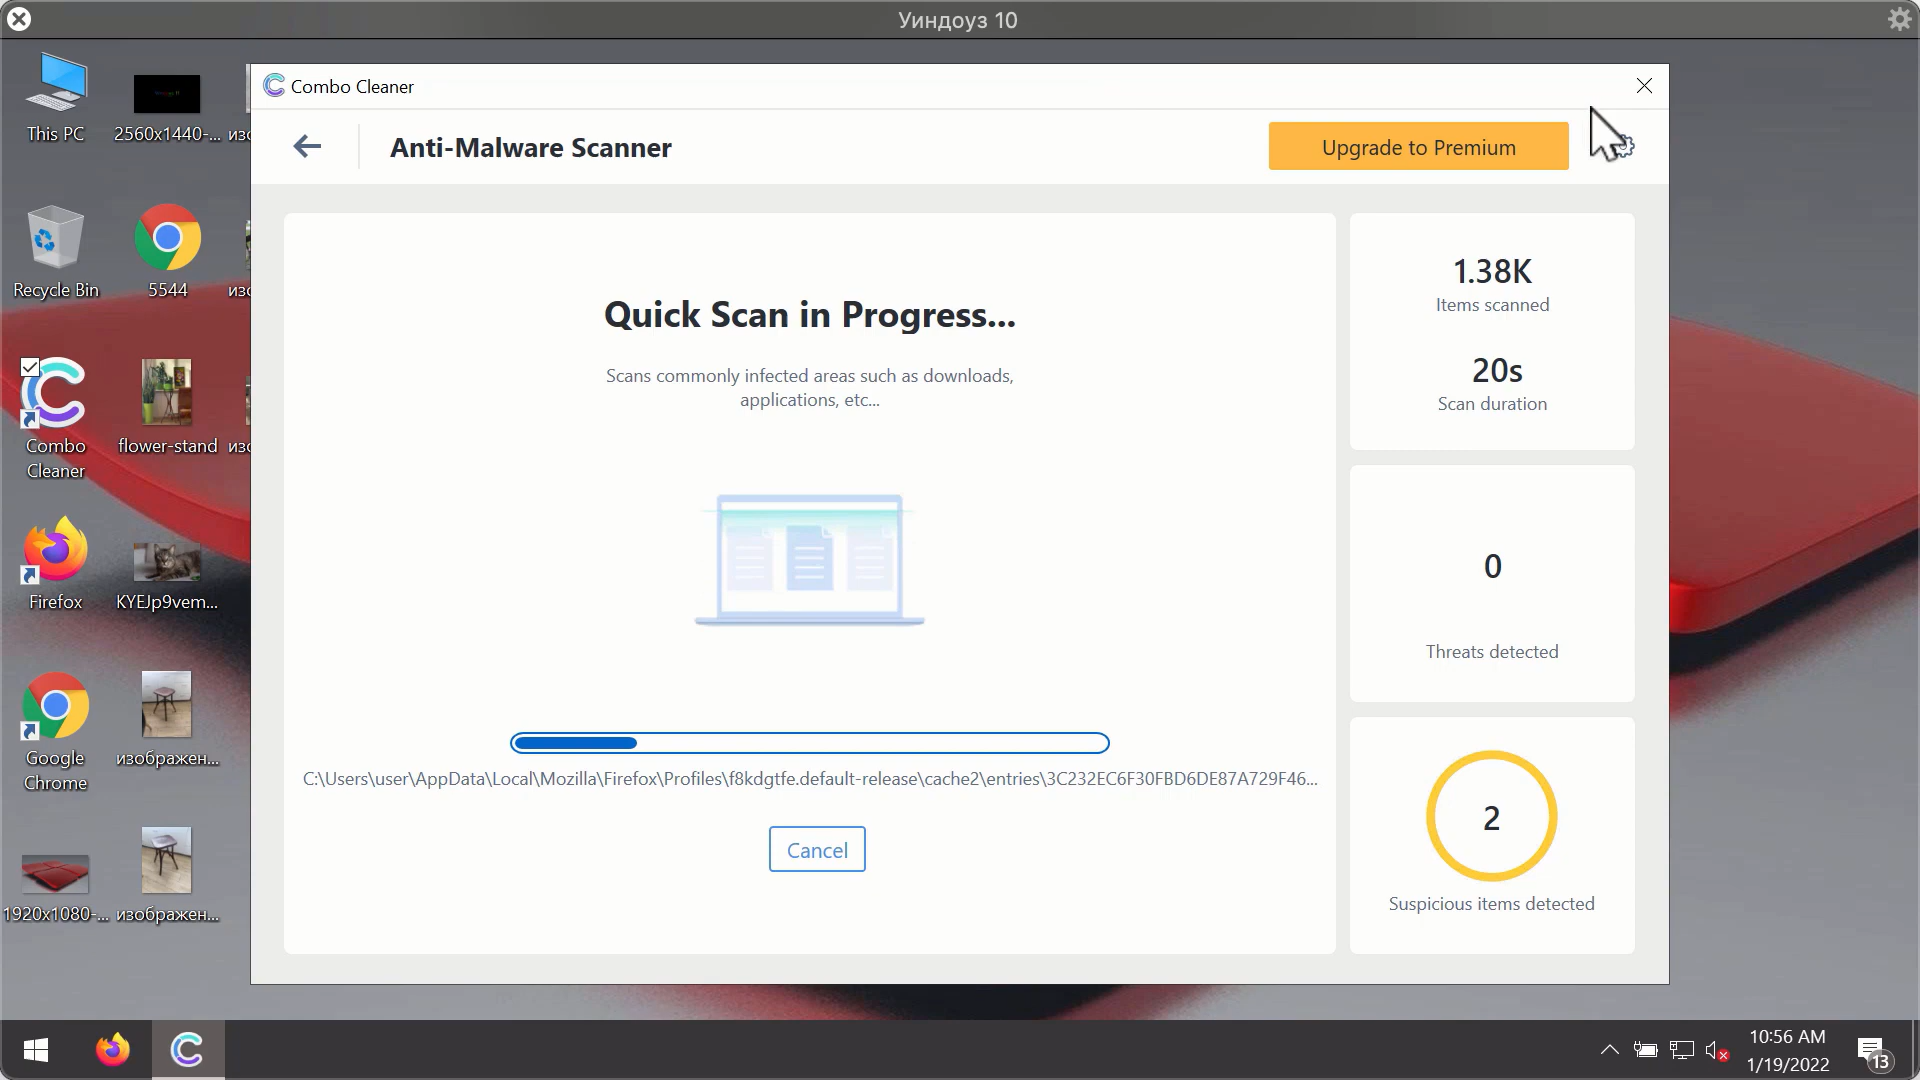 Уиндоуз 10
This PC
2560x1440-...
Recycle Bin
5544
Combo
Cleaner
flower-stand
Firefox
KYEJp9vem...
Google
Chrome
изображен...
1920x1080-...
изображен...
изо
изо
изо
Combo Cleaner
Anti-Malware Scanner
Upgrade to Premium
Quick Scan in Progress...
Scans commonly infected areas such as downloads,
applications, etc...
C:\Users\user\AppData\Local\Mozilla\Firefox\Profiles\f8kdgtfe.default-release\cache2\entries\3C232EC6F30FBD6DE87A729F46...
Cancel
1.38K
Items scanned
20s
Scan duration
0
Threats detected
2
Suspicious items detected
10:56 AM
1/19/2022
13